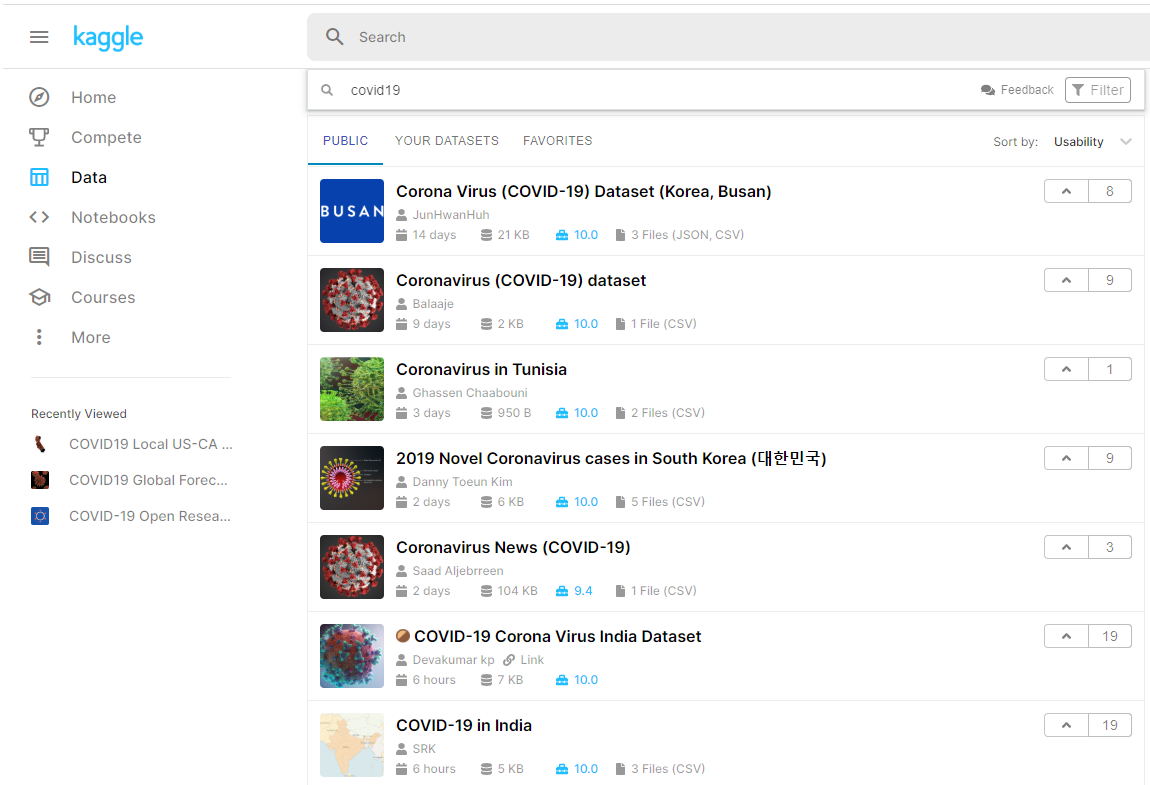 kaggle
Search
Home
Compete
Data
Notebooks
Discuss
Courses
More
Recently Viewed
COVID19 Local US-CA ...
COVID19 Global Forec...
COVID-19 Open Resea...
covid19
Feedback
Filter
PUBLIC YOUR DATASETS FAVORITES
Sort by: Usability
BUSAN
Corona Virus (COVID-19) Dataset (Korea, Busan)
8
JunHwanHuh
14 days 21 KB 10.0 3 Files (JSON, CSV)
Coronavirus (COVID-19) dataset
9
Balaaje
9 days 2 KB 10.0 1 File (CSV)
Coronavirus in Tunisia
1
Ghassen Chaabouni
3 days 950 B 10.0 2 Files (CSV)
2019 Novel Coronavirus cases in South Korea (대한민국)
9
Danny Toeun Kim
2 days 6 KB 10.0 5 Files (CSV)
Coronavirus News (COVID-19)
3
Saad Aljebrreen
2 days 104 KB 9.4 1 File (CSV)
COVID-19 Corona Virus India Dataset
19
Devakumar kp Link
6 hours 7 KB 10.0
COVID-19 in India
19
SRK
6 hours 5 KB 10.0 3 Files (CSV)